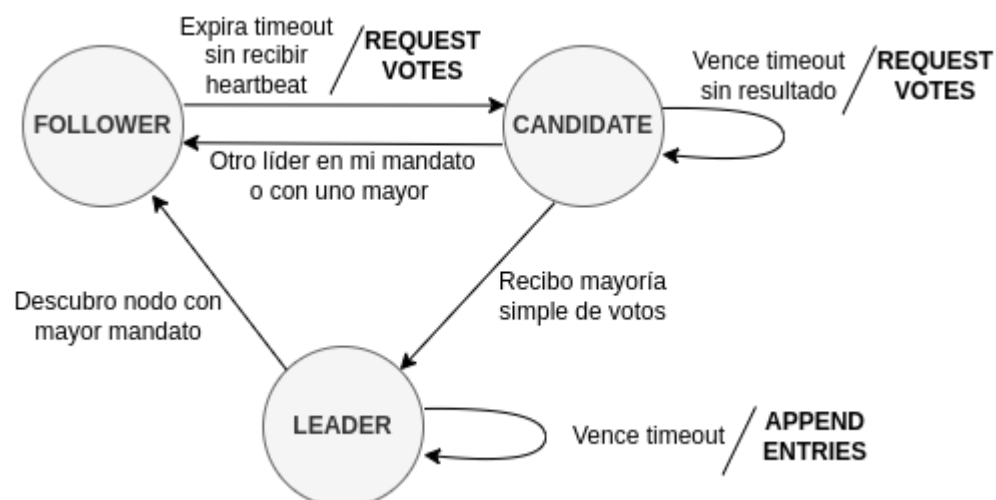 Expira timeout
sin recibir
heartbeat
REQUEST
VOTES
Vence timeout
sin resultado
REQUEST
VOTES
FOLLOWER
CANDIDATE
Otro líder en mi mandato
o con uno mayor
Descubro nodo con
mayor mandato
Recibo mayoría
simple de votos
LEADER
Vence timeout
APPEND
ENTRIES